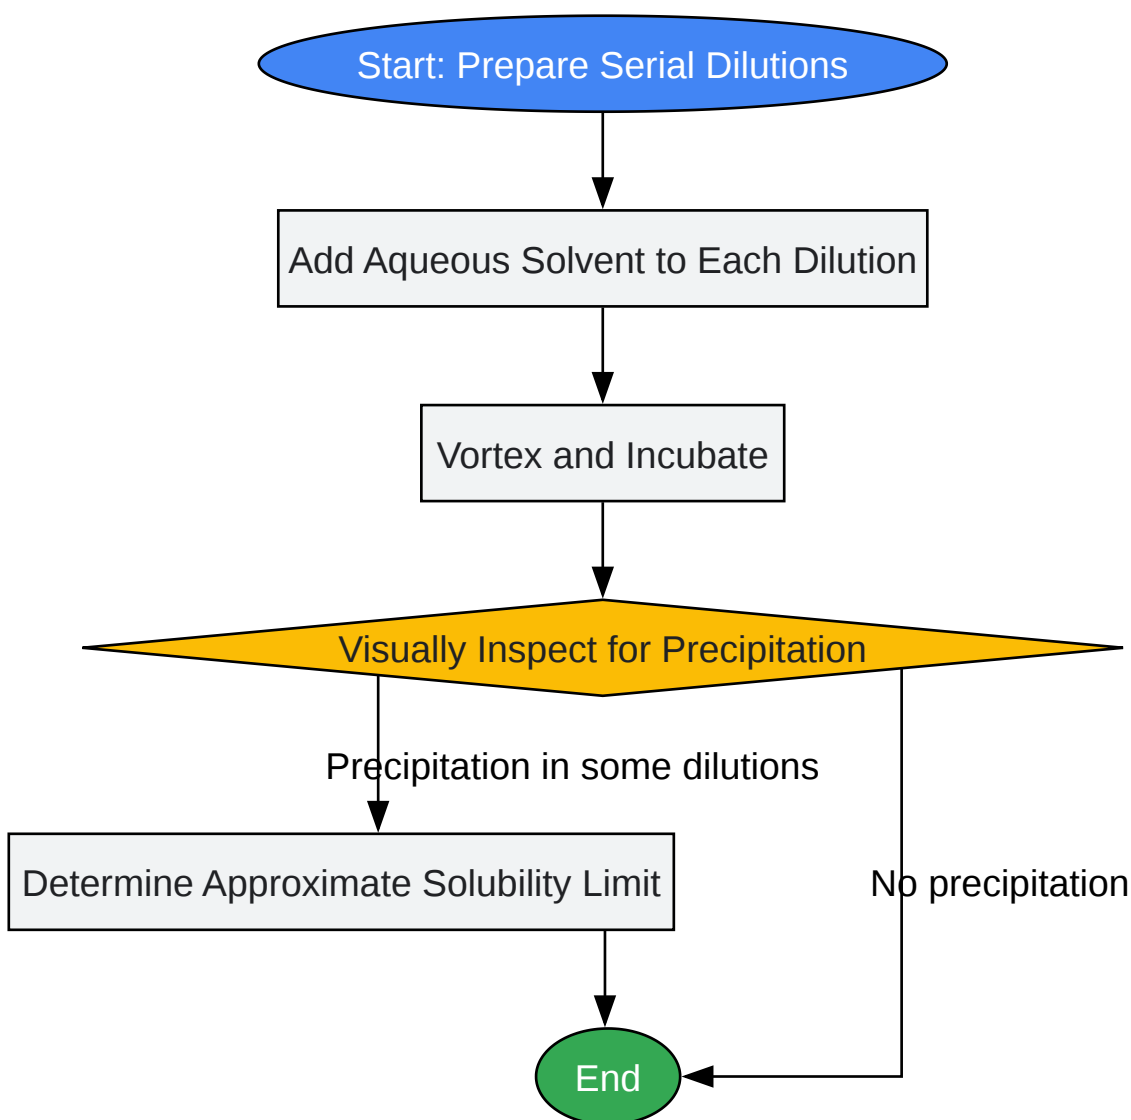 Start: Prepare Serial Dilutions
Add Aqueous Solvent to Each Dilution
Vortex and Incubate
Visually Inspect for Precipitation
Precipitation in some dilutions
Determine Approximate Solubility Limit
No precipitation
End